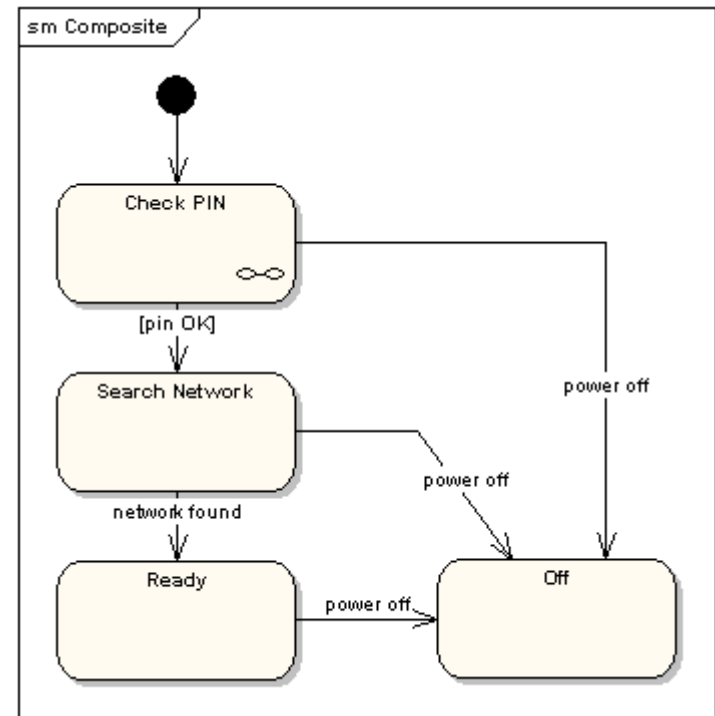 sm Composite
Check PIN
[pin OK]
Search Network
power off
power off
network found
Ready
power off
Off